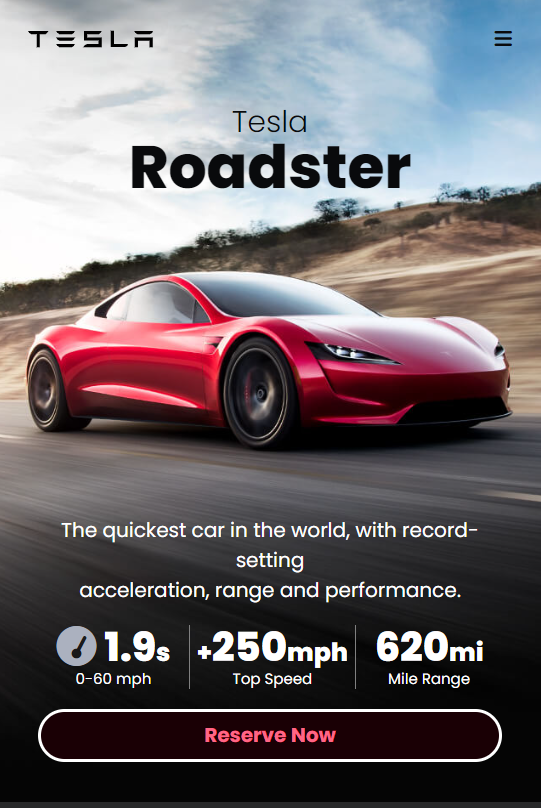 TESLA
Tesla
Roadster
The quickest car in the world, with record-
setting
acceleration, range and performance.
1.9s +250mph 620mi
0-60 mph Top Speed Mile Range
Reserve Now